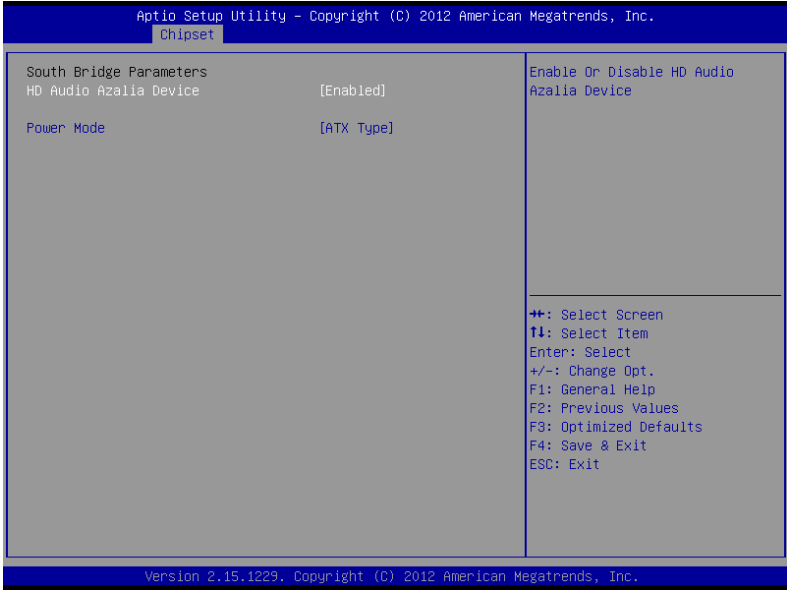 Aptio Setup Utility – Copyright (C) 2012 American Megatrends, Inc.
Chipset
South Bridge Parameters
HD Audio Azalia Device [Enabled]
Power Mode [ATX Type]
Enable Or Disable HD Audio
Azalia Device
→←: Select Screen
↑↓: Select Item
Enter: Select
+/-: Change Opt.
F1: General Help
F2: Previous Values
F3: Optimized Defaults
F4: Save & Exit
ESC: Exit
Version 2.15.1229. Copyright (C) 2012 American Megatrends, Inc.